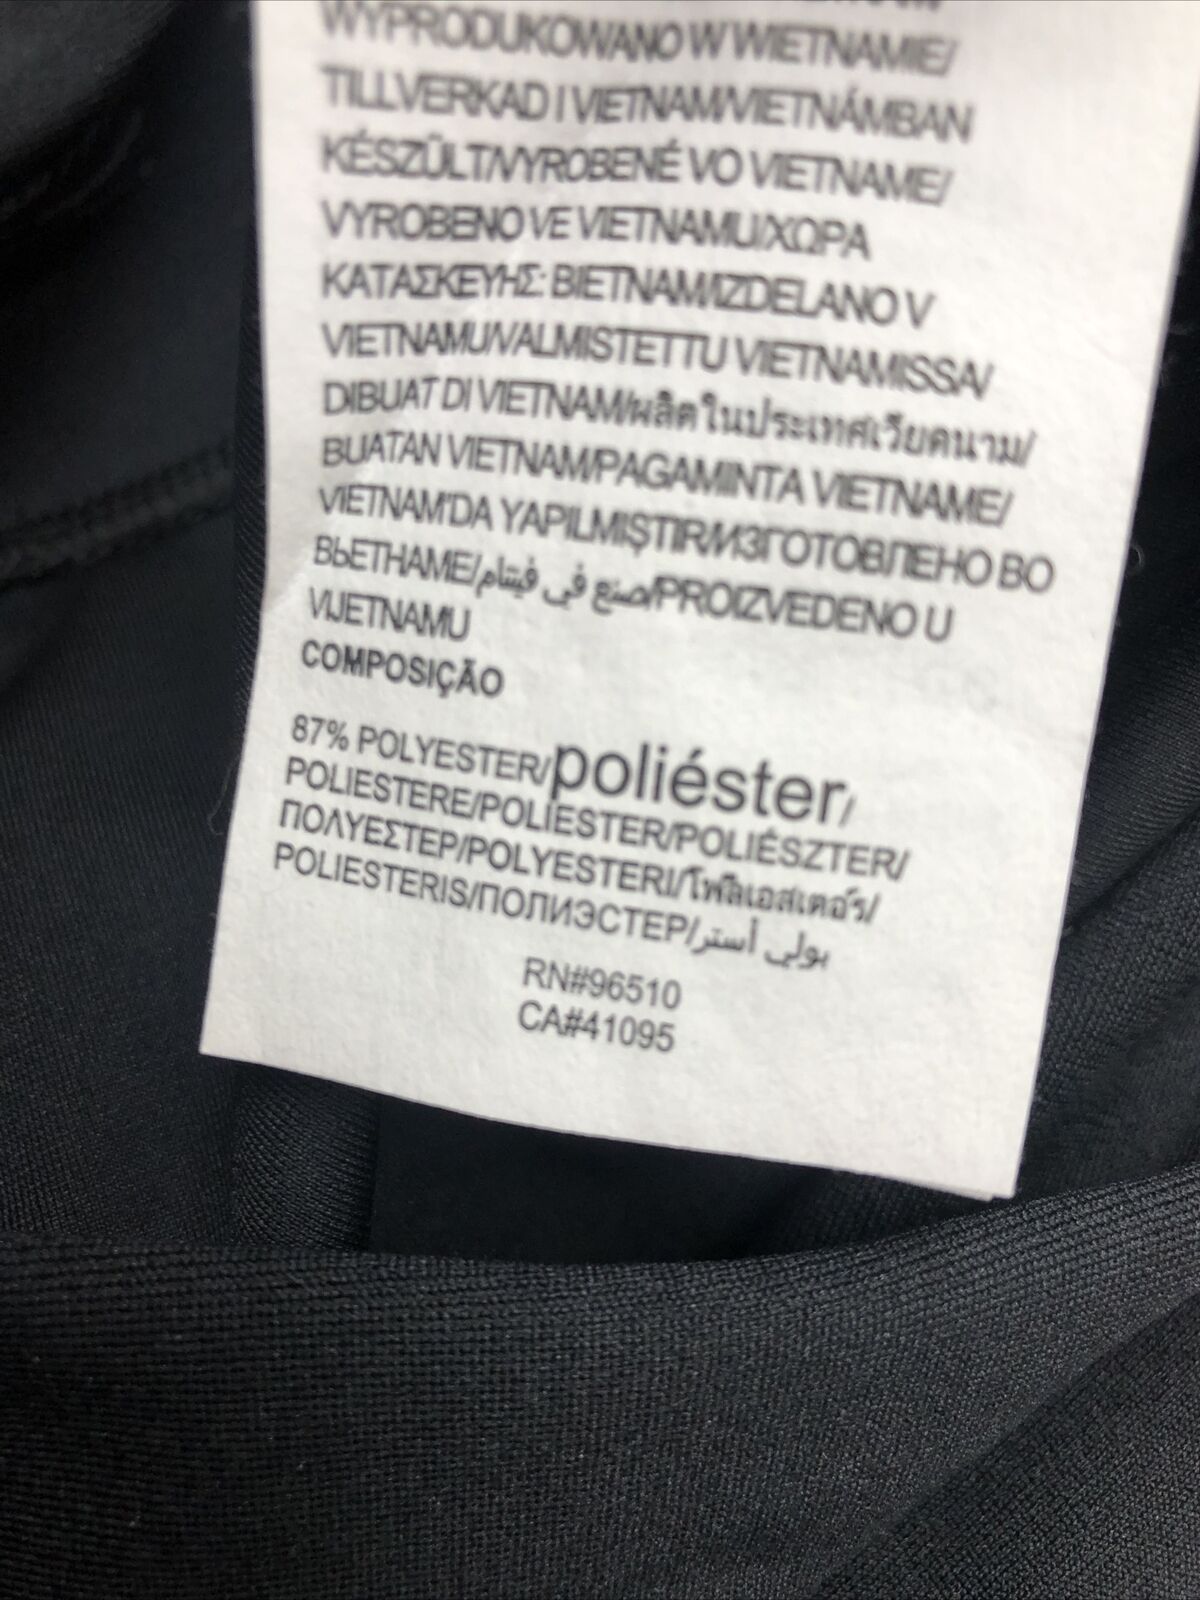 WYPRODUKOWANO W WIETNAMIE/
TILLVERKAD I VIETNAM/VIETNÁMBAN
KÉSZÜLT/VYROBENÉ VO VIETNAME/
VYROBENO VE VIETNAMU/ΧΩΡΑ
ΚΑΤΑΣΚΕΥΗΣ: ΒΙΕΤΝΑΜ/IZDELANO V
VIETNAMU/VALMISTETTU VIETNAMISSA/
DIBUAT DI VIETNAM/ผลิตในประเทศเวียดนาม/
BUATAN VIETNAM/PAGAMINTA VIETNAME/
VIETNAM'DA YAPILMIŞTIR/ИЗГОТОВЛЕНО ВО
ВЬЕТНАМЕ/صنع في فيتنام/PROIZVEDENO U
VIJETNAMU
COMPOSIÇÃO
87% POLYESTER/poliéster/
POLIESTERE/POLIESTER/POLIÉSZTER/
ΠΟΛΥΕΣΤΕΡ/POLYESTERI/โพลีเอสเตอร์/
POLIESTERIS/ПОЛИЭСТЕР/بولي أستر
RN#96510
CA#41095